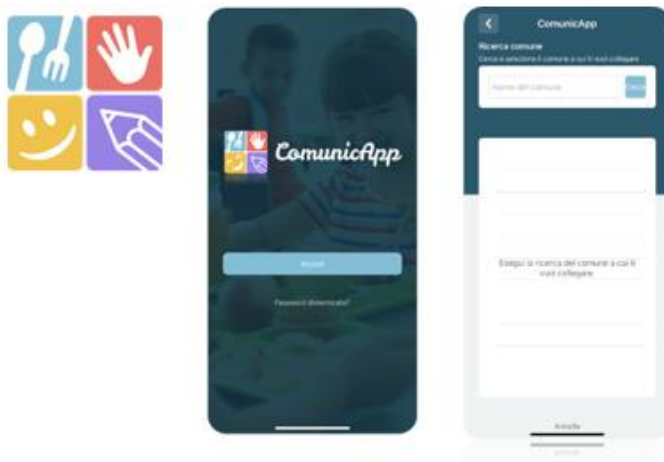 ComunicApp
Accedi
Password dimenticata?
ComunicApp
Ricerca comune
Cerca e seleziona il comune a cui ti vuoi collegare
Nome del comune
Cerca
Esegui la ricerca del comune a cui ti
vuoi collegare
Annulla